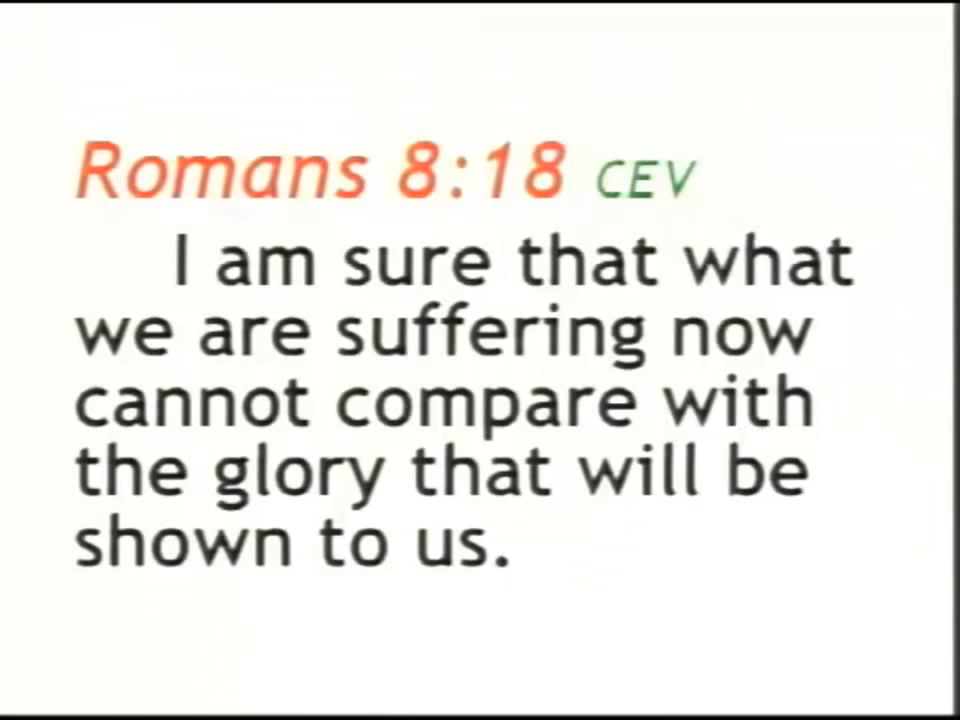 Romans 8:18 CEV
I am sure that what
we are suffering now
cannot compare with
the glory that will be
shown to us.